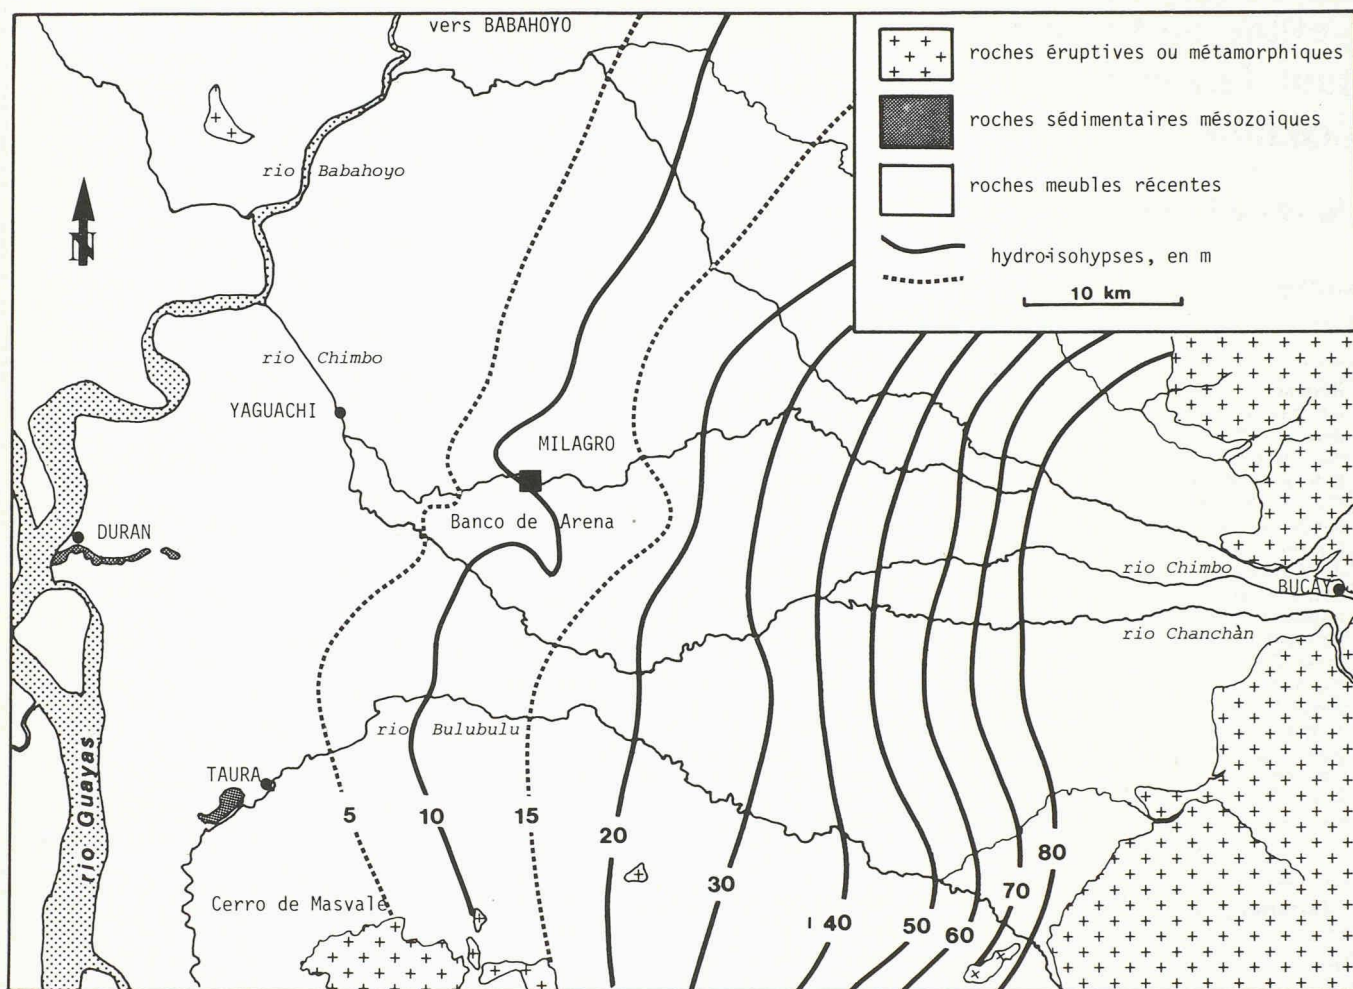 vers BABAHOYO
roches éruptives ou métamorphiques
roches sédimentaires mésozoiques
roches meubles récentes
hydro-isohypses, en m
10 km
rio Babahoyo
N
rio Chimbo
YAGUACHI
MILAGRO
Banco de Arena
DURAN
rio Chimbo
BUCAY
rio Chanchàn
rio Bulubulu
TAURA
rio Guayas
5
10
15
20
30
40
50
60
70
80
Cerro de Masvale